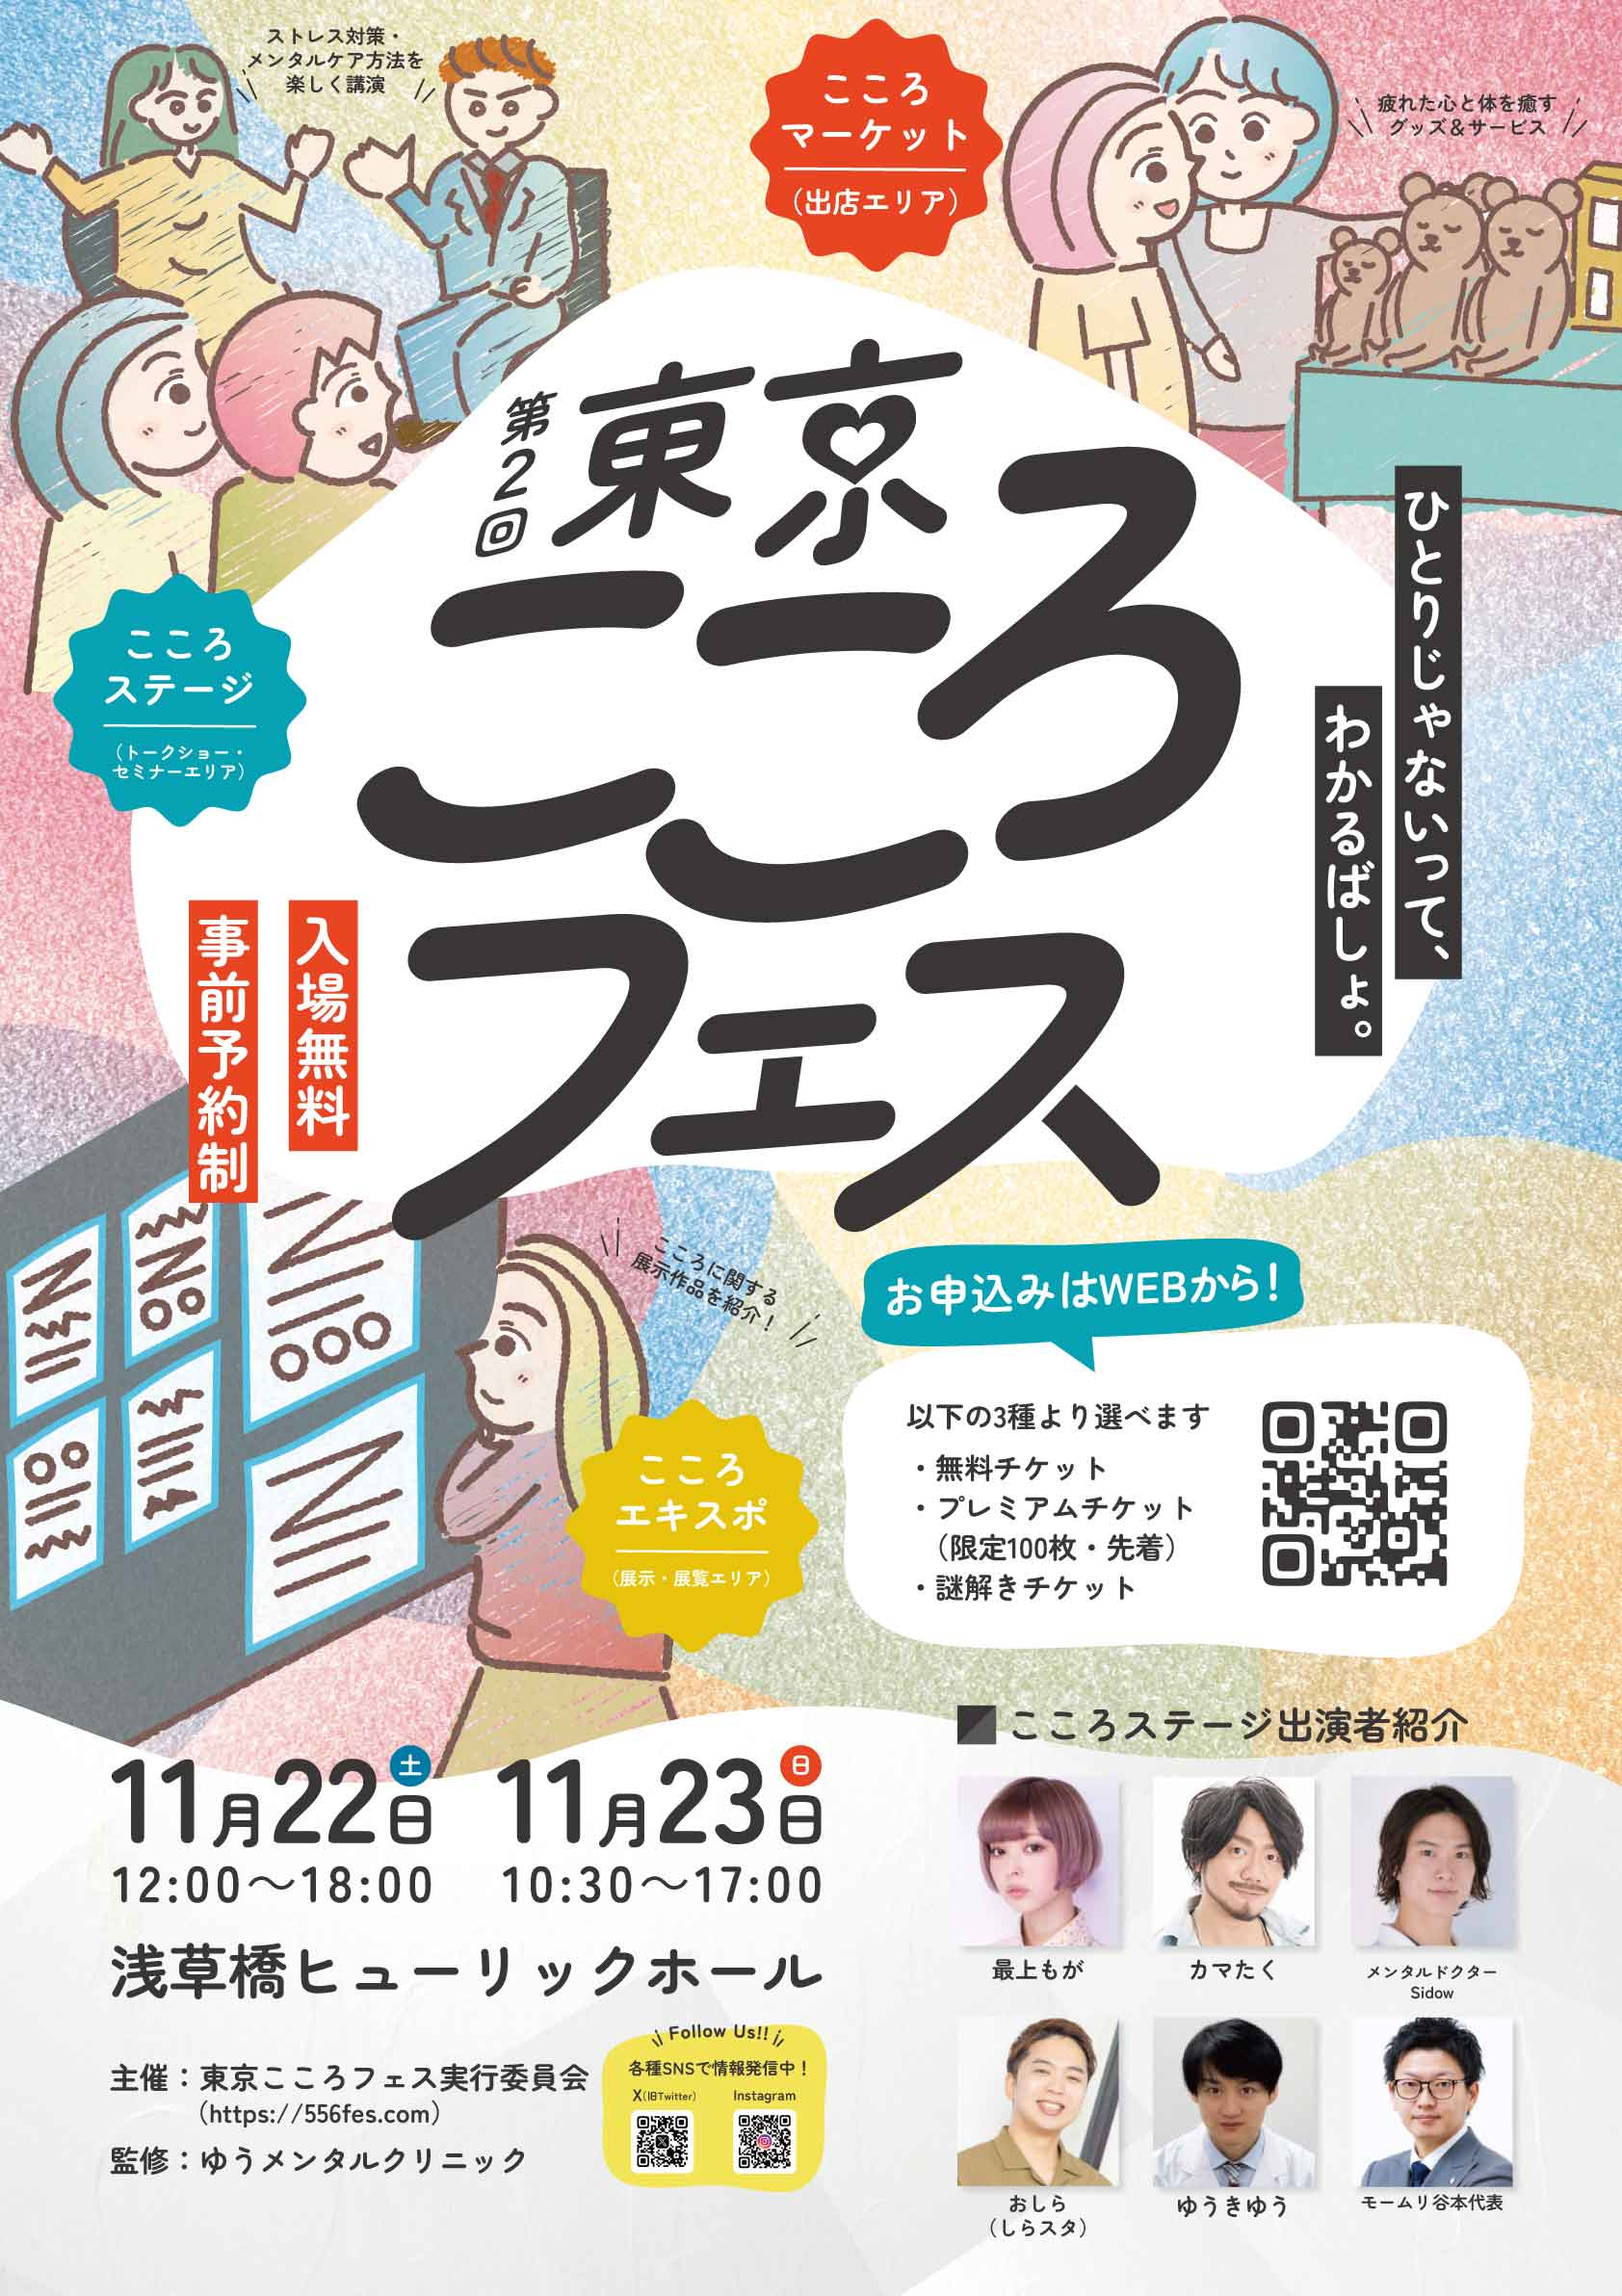 ストレス対策・
メンタルケア方法を
楽しく講演
こころ
マーケット
（出店エリア）
疲れた心と体を癒す
グッズ＆サービス
第2回
東京
こころ
フェス
ひとりじゃないって、
わかるばしょ。
こころ
ステージ
（トークショー・
セミナーエリア）
入場無料
事前予約制
こころに関する
展示作品を紹介！
こころ
エキスポ
（展示・展覧エリア）
お申込みはWEBから！
以下の3種より選べます
・無料チケット
・プレミアムチケット
（限定100枚・先着）
・謎解きチケット
11月22日 土
12:00～18:00
11月23日 日
10:30～17:00
浅草橋ヒューリックホール
主催：東京こころフェス実行委員会
（https://556fes.com）
監修：ゆうメンタルクリニック
Follow Us!!
各種SNSで情報発信中！
X（旧Twitter）
Instagram
■こころステージ出演者紹介
最上もが
カマたく
メンタルドクター
Sidow
おしら
（しらスタ）
ゆうきゆう
モームリ谷本代表